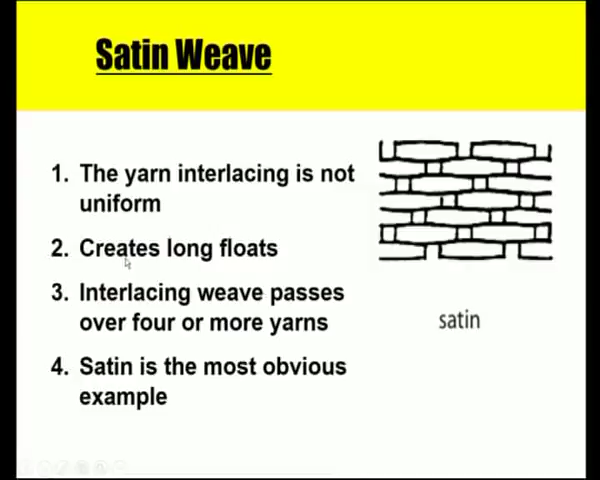 Satin Weave
1. The yarn interlacing is not
uniform
2. Creates long floats
3. Interlacing weave passes
over four or more yarns
4. Satin is the most obvious
example
satin